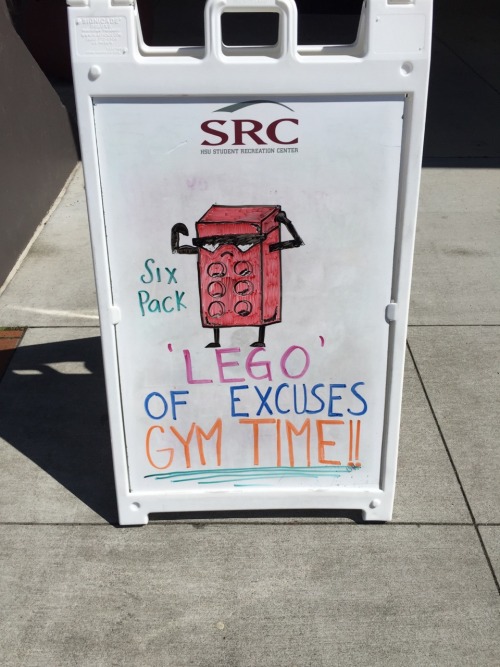 SRC
HSU STUDENT RECREATION CENTER
Six
Pack
'LEGO'
OF EXCUSES
GYM TIME!!